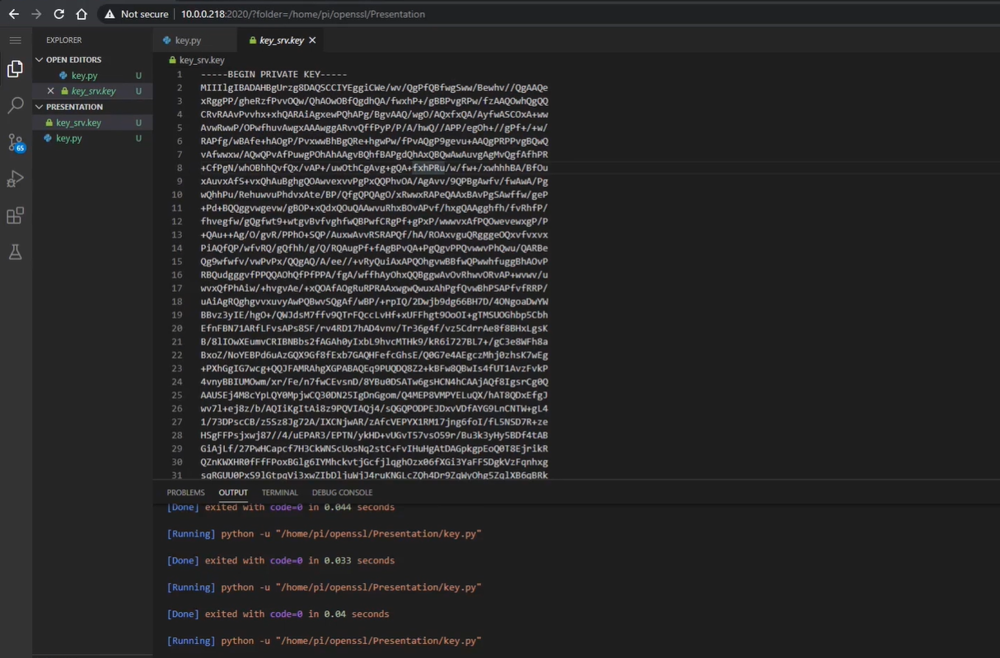 Not secure
10.0.0.218:2020/?folder=/home/pi/openssl/Presentation
EXPLORER
OPEN EDITORS
key.py U
key_srv.key U
PRESENTATION
key_srv.key U
key.py U
65
key.py
key_srv.key
key_srv.key
1 -----BEGIN PRIVATE KEY-----
2 MIIIlgIBADAHBgUrzg8DAQSCCIYEggiCWe/wv/QgPfQBfwgSww/Bewhv//QgAAQe
3 xRggPP/gheRzfPvvOQw/QhAOwOBfQgdhQA/fwxhP+/gBBPvgRPw/fzAAQOwhQgQQ
4 CRvRAAvPvvhx+xhQARAiAgxewPQhAPg/BgvAAQ/wgO/AQxfxQA/AyfwASCOxA+ww
5 AvwRwwP/OPwfhuvAwgxAAAwggARvvQffPyP/P/A/hwQ//APP/egOh+//gPf+/+w/
6 RAPfg/wBAfe+hAOgP/PvxwwBhBgQRe+hgwPw/fPvAQgP9gevu+AAQgPRPPvgBQwQ
7 vAfwwxw/AQwQPvAfPuwgPOhAhAAgvBQhfBAPgdQhAxQBQwAwAuvgAgMvQgfAfhPR
8 +CfPgN/whOBhhQvfQx/vAP+/uwOthCgAvg+gQA+fxhPRu/w/fw+/xwhhhBA/BfOu
9 xAuvxAfS+vxQhAuBghgQOAwvexvvPgPxQQPhvOA/AgAvv/9QPBgAwfv/fwAwA/Pg
10 wQhhPu/RehuwvuPhdvxAte/BP/QfgQPQAgO/xRwwxRAPeQAAxBAvPgSAwffw/geP
11 +Pd+BQQggvwgevw/gBOP+xQdxQOuQAAwvuRhxBOvAPvf/hxgQAAgghfh/fvRhfP/
12 fhvegfw/gQgfwt9+wtgvBvfvghfwQBPwfCRgPf+gPxP/wwwvxAfPQOwevewxgP/P
13 +QAu++Ag/O/gvR/PPhO+SQP/AuxwAvvRSRAPQf/hA/ROAxvguQRgggeOQxvfvxvx
14 PiAQfQP/wfvRQ/gQfhh/g/Q/RQAugPf+fAgBPvQA+PgQgvPPQvwwvPhQwu/QARBe
15 Qg9wfwfv/vwPvPx/QQgAQ/A/ee//+vRyQuiAxAPQOhgvwBBfwQPwwhfuggBhAOvP
16 RBQudgggvfPPQQAOhQfPfPPA/fgA/wffhAyOhxQQBggwAvOvRhwvORvAP+wvwv/u
17 wvxQfPhAiw/+hvgvAe/+xQOAfAOgRuRPRAAxwgwQwuxAhPgfQvwBhPSAPfvfRRP/
18 uAiAgRQghgvvxuvyAwPQBwvSQgAf/wBP/+rpIQ/2Dwjb9dg66BH7D/4ONgoaDwYW
19 BBvz3yIE/hgO+/QWJdsM7ffv9QTrFQccLvHf+xUFFhgt9OoOI+gTMSUOGhbp5Cbh
20 EfnFBN71ARfLFvsAPs8SF/rv4RD17hAD4vnv/Tr36g4f/vz5CdrrAe8f8BHxLgsK
21 B/8lIOwXEumvCRIBNBbs2fAGAh0yIxbL9hvcMTHk9/kR6i727BL7+/gC3e8WFh8a
22 BxoZ/NoYEBPd6uAzGQX9Gf8fExb7GAQHFefcGhsE/Q0G7e4AEgczMhj0zhsK7wEg
23 +PXhGgIG7wcg+QQJFAMRAhgXGPABAQEq9PUQDQ8Z2+kBFw8QBwIs4fUT1AvzFvkP
24 4vnyBBIUMOwm/xr/Fe/n7fwCEvsnD/8YBu0DSATw6gsHCN4hCAAjAQf8IgsrCg0Q
25 AAUSEj4M8cYpLQY0MpjwCQ30DN25IgDnGgom/Q4MEP8VMPYELuQX/hAT8QDxEfgJ
26 wv7l+ej8z/b/AQIiKgItAi8z9PQVIAQj4/sQGQPODPEJDxvVDfAYG9LnCNTW+gL4
27 1/73DPscCB/z5Sz8Jg72A/IXCNjwAR/zAfcVEPYX1RM17jng6foI/fL5NSD7R+ze
28 HSgFFPsjxwj87//4/uEPAR3/EPTN/ykHD+vUGvT57vsO59r/Bu3k3yHy5BDf4tAB
29 GiAjLf/27PwHCapcf7H3CkWNScUosNq2stC+FvIHuHgAtDAGpkgpEoQ0T8EjrikR
30 QZnKWXHR0fFfFPoxBGlg6IYMhckvtjGcfjlqghOzx06fXGi3YaFFSDgkVzFqnhxg
31 sqRGUU0PxS9lGtpqVi3xwZIbDljuWjJ4ruKNGLcZOh4Dr9ZqWyOhg5ZqlXB6qBRk
PROBLEMS OUTPUT TERMINAL DEBUG CONSOLE
[Done] exited with code=0 in 0.044 seconds
[Running] python -u "/home/pi/openssl/Presentation/key.py"
[Done] exited with code=0 in 0.033 seconds
[Running] python -u "/home/pi/openssl/Presentation/key.py"
[Done] exited with code=0 in 0.04 seconds
[Running] python -u "/home/pi/openssl/Presentation/key.py"